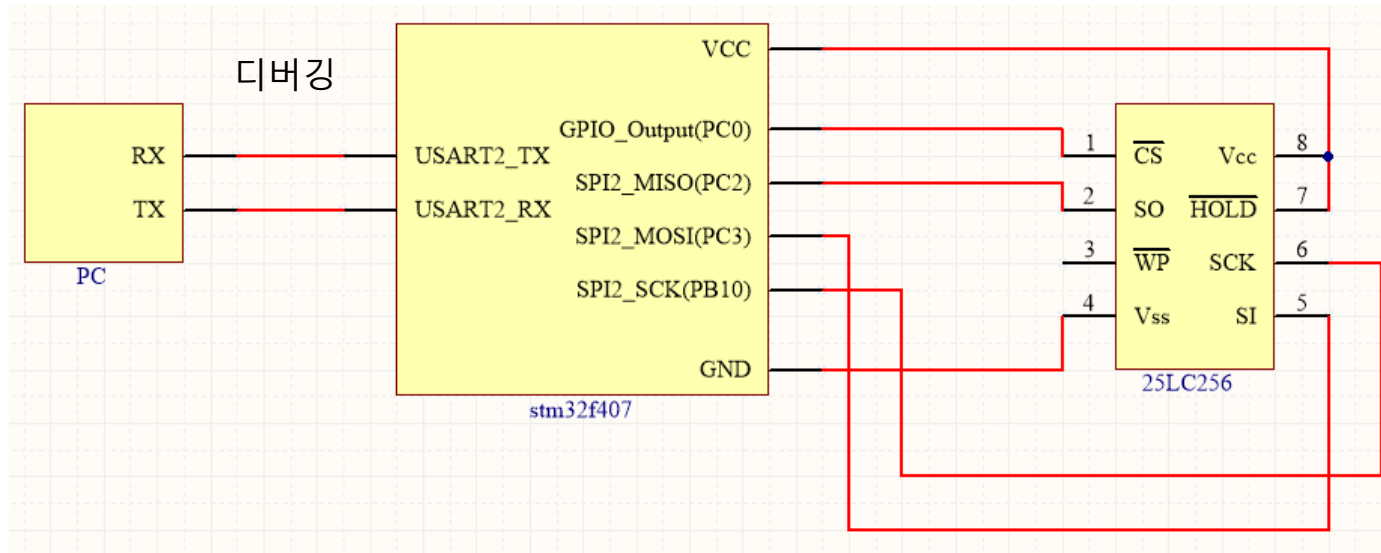 디버깅
RX
TX
PC
VCC
GPIO_Output(PC0)
USART2_TX
SPI2_MISO(PC2)
USART2_RX
SPI2_MOSI(PC3)
SPI2_SCK(PB10)
GND
stm32f407
1 CS Vcc 8
2 SO HOLD 7
3 WP SCK 6
4 Vss SI 5
25LC256